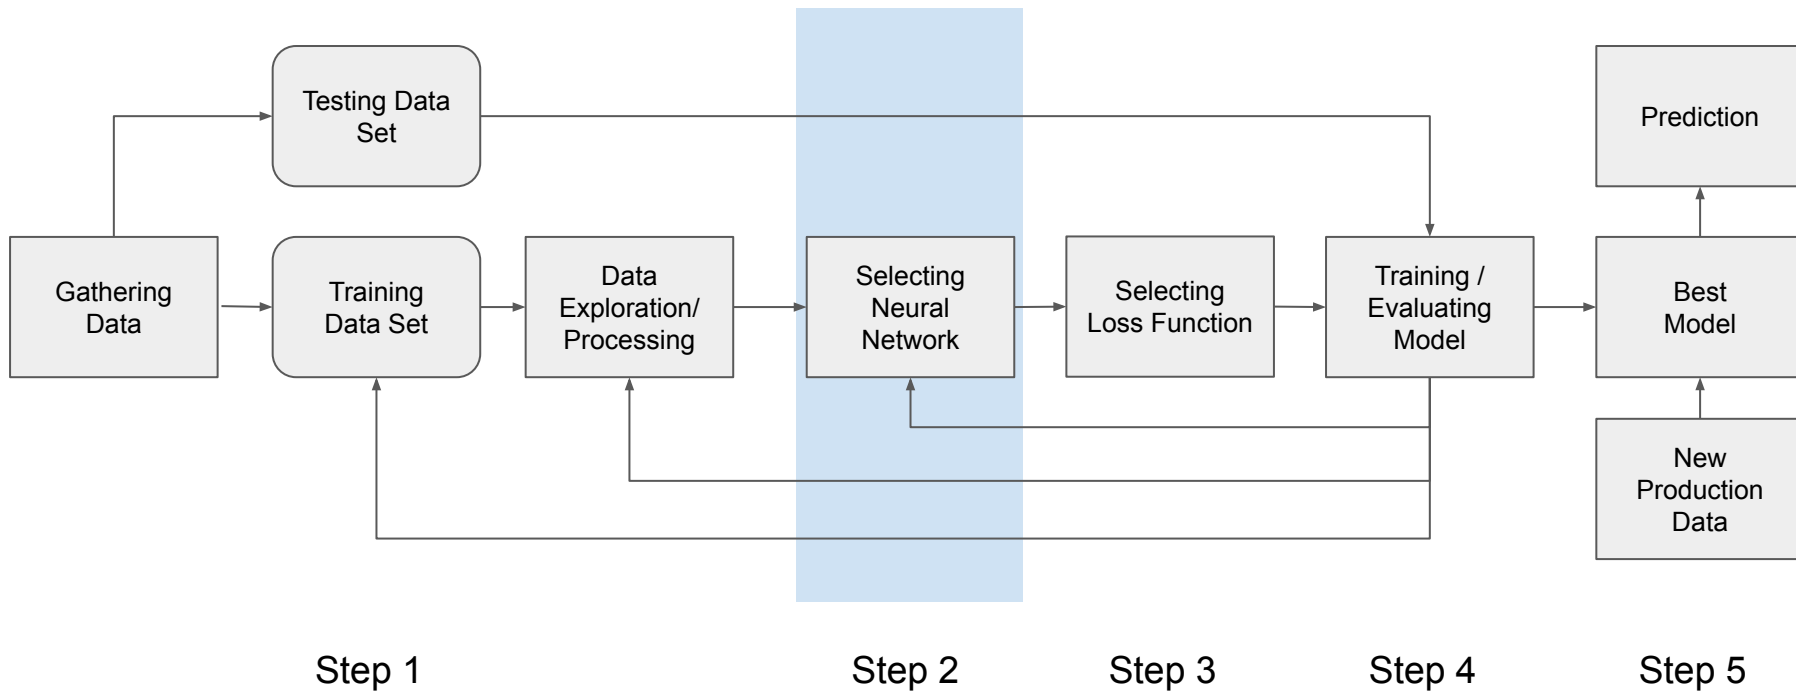 Testing Data
Set
Prediction
Gathering
Data
Training
Data Set
Data
Exploration/
Processing
Selecting
Neural
Network
Selecting
Loss Function
Training /
Evaluating
Model
Best
Model
New
Production
Data
Step 1
Step 2
Step 3
Step 4
Step 5